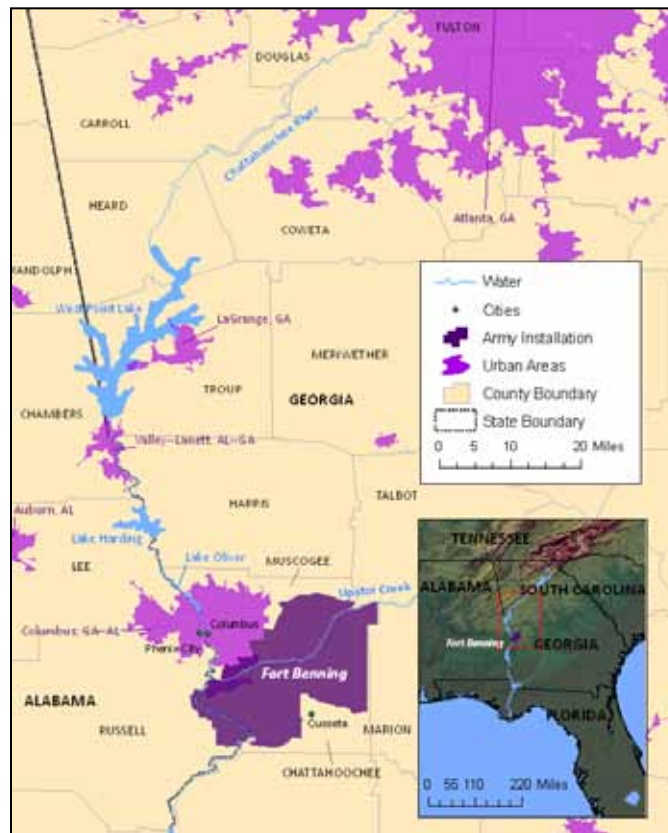 FULTON
DOUGLAS
CARROLL
Chattahoochee River
HEARD
COWETA
Atlanta, GA
RANDOLPH
West Point Lake
LaGrange, GA
MERIWETHER
TROUP
GEORGIA
CHAMBERS
Valley–Lanett, AL–GA
HARRIS
TALBOT
Auburn, AL
Lake Harding
LEE
Lake Oliver
MUSCOGEE
Upatoi Creek
Columbus, GA–AL
Columbus
Phenix City
Fort Benning
ALABAMA
RUSSELL
Cusseta
MARION
CHATTAHOOCHEE
Water
Cities
Army Installation
Urban Areas
County Boundary
State Boundary
0 5 10 20 Miles
TENNESSEE
ALABAMA
SOUTH CAROLINA
Fort Benning
GEORGIA
FLORIDA
0 55 110 220 Miles